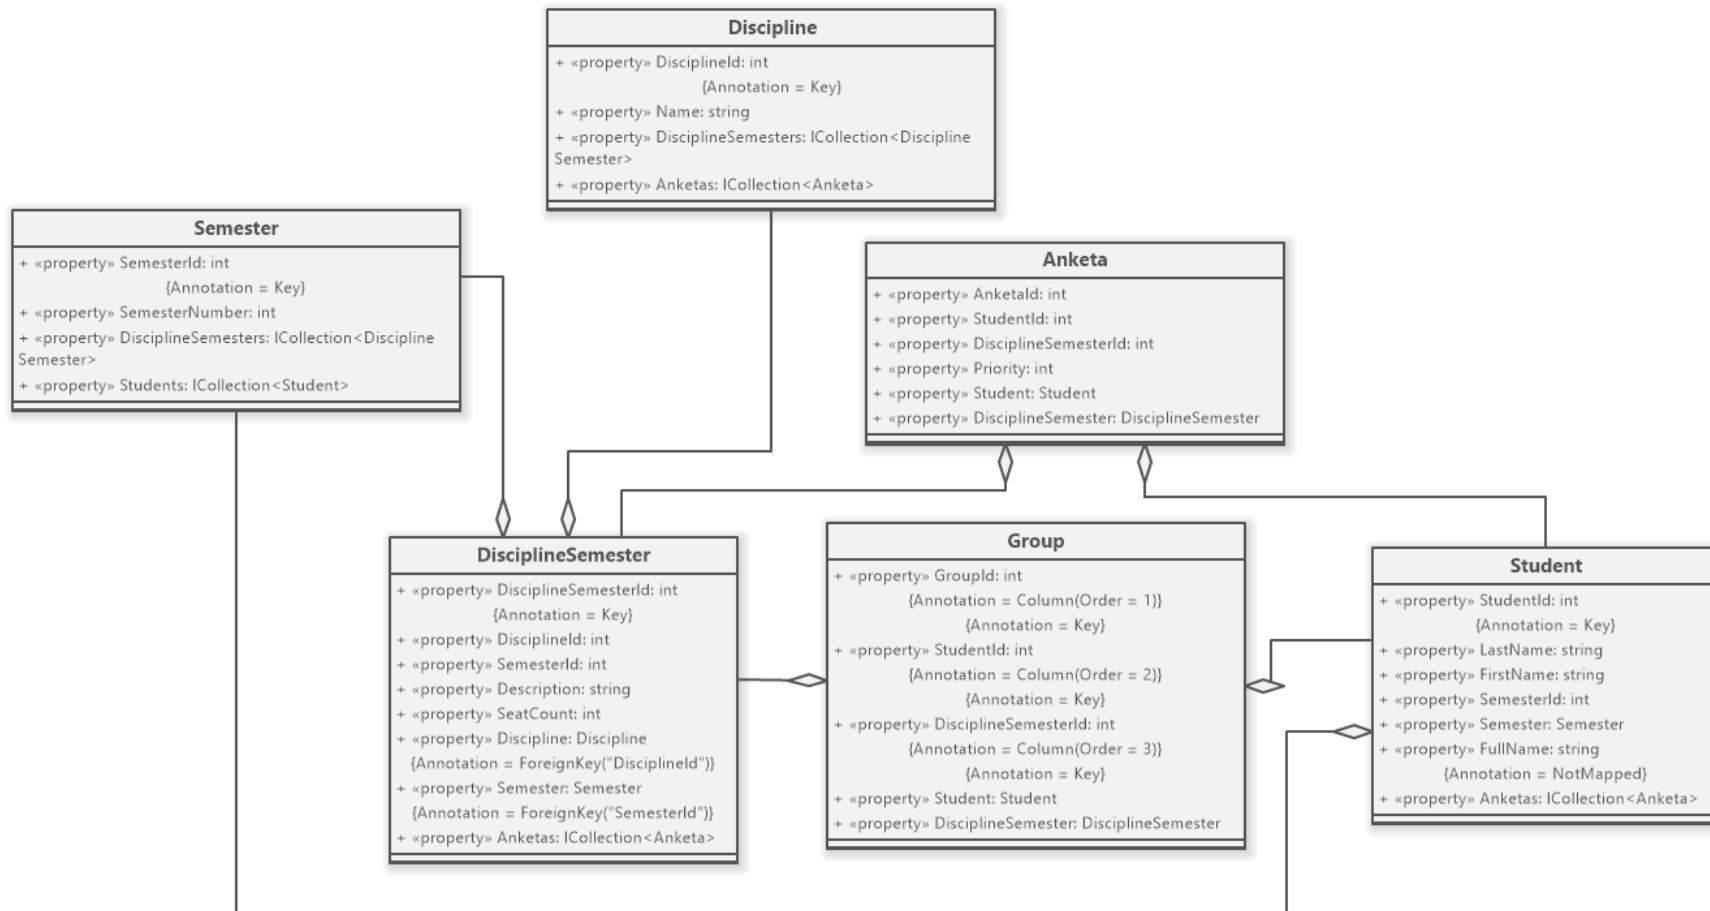 Discipline
+ «property» DisciplineId: int
{Annotation = Key}
+ «property» Name: string
+ «property» DisciplineSemesters: ICollection<Discipline
Semester>
+ «property» Anketas: ICollection<Anketa>
Semester
+ «property» SemesterId: int
{Annotation = Key}
+ «property» SemesterNumber: int
+ «property» DisciplineSemesters: ICollection<Discipline
Semester>
+ «property» Students: ICollection<Student>
Anketa
+ «property» AnketaId: int
+ «property» StudentId: int
+ «property» DisciplineSemesterId: int
+ «property» Priority: int
+ «property» Student: Student
+ «property» DisciplineSemester: DisciplineSemester
DisciplineSemester
+ «property» DisciplineSemesterId: int
{Annotation = Key}
+ «property» DisciplineId: int
+ «property» SemesterId: int
+ «property» Description: string
+ «property» SeatCount: int
+ «property» Discipline: Discipline
{Annotation = ForeignKey("DisciplineId")}
+ «property» Semester: Semester
{Annotation = ForeignKey("SemesterId")}
+ «property» Anketas: ICollection<Anketa>
Group
+ «property» GroupId: int
{Annotation = Column(Order = 1)}
{Annotation = Key}
+ «property» StudentId: int
{Annotation = Column(Order = 2)}
{Annotation = Key}
+ «property» DisciplineSemesterId: int
{Annotation = Column(Order = 3)}
{Annotation = Key}
+ «property» Student: Student
+ «property» DisciplineSemester: DisciplineSemester
Student
+ «property» StudentId: int
{Annotation = Key}
+ «property» LastName: string
+ «property» FirstName: string
+ «property» SemesterId: int
+ «property» Semester: Semester
+ «property» FullName: string
{Annotation = NotMapped}
+ «property» Anketas: ICollection<Anketa>